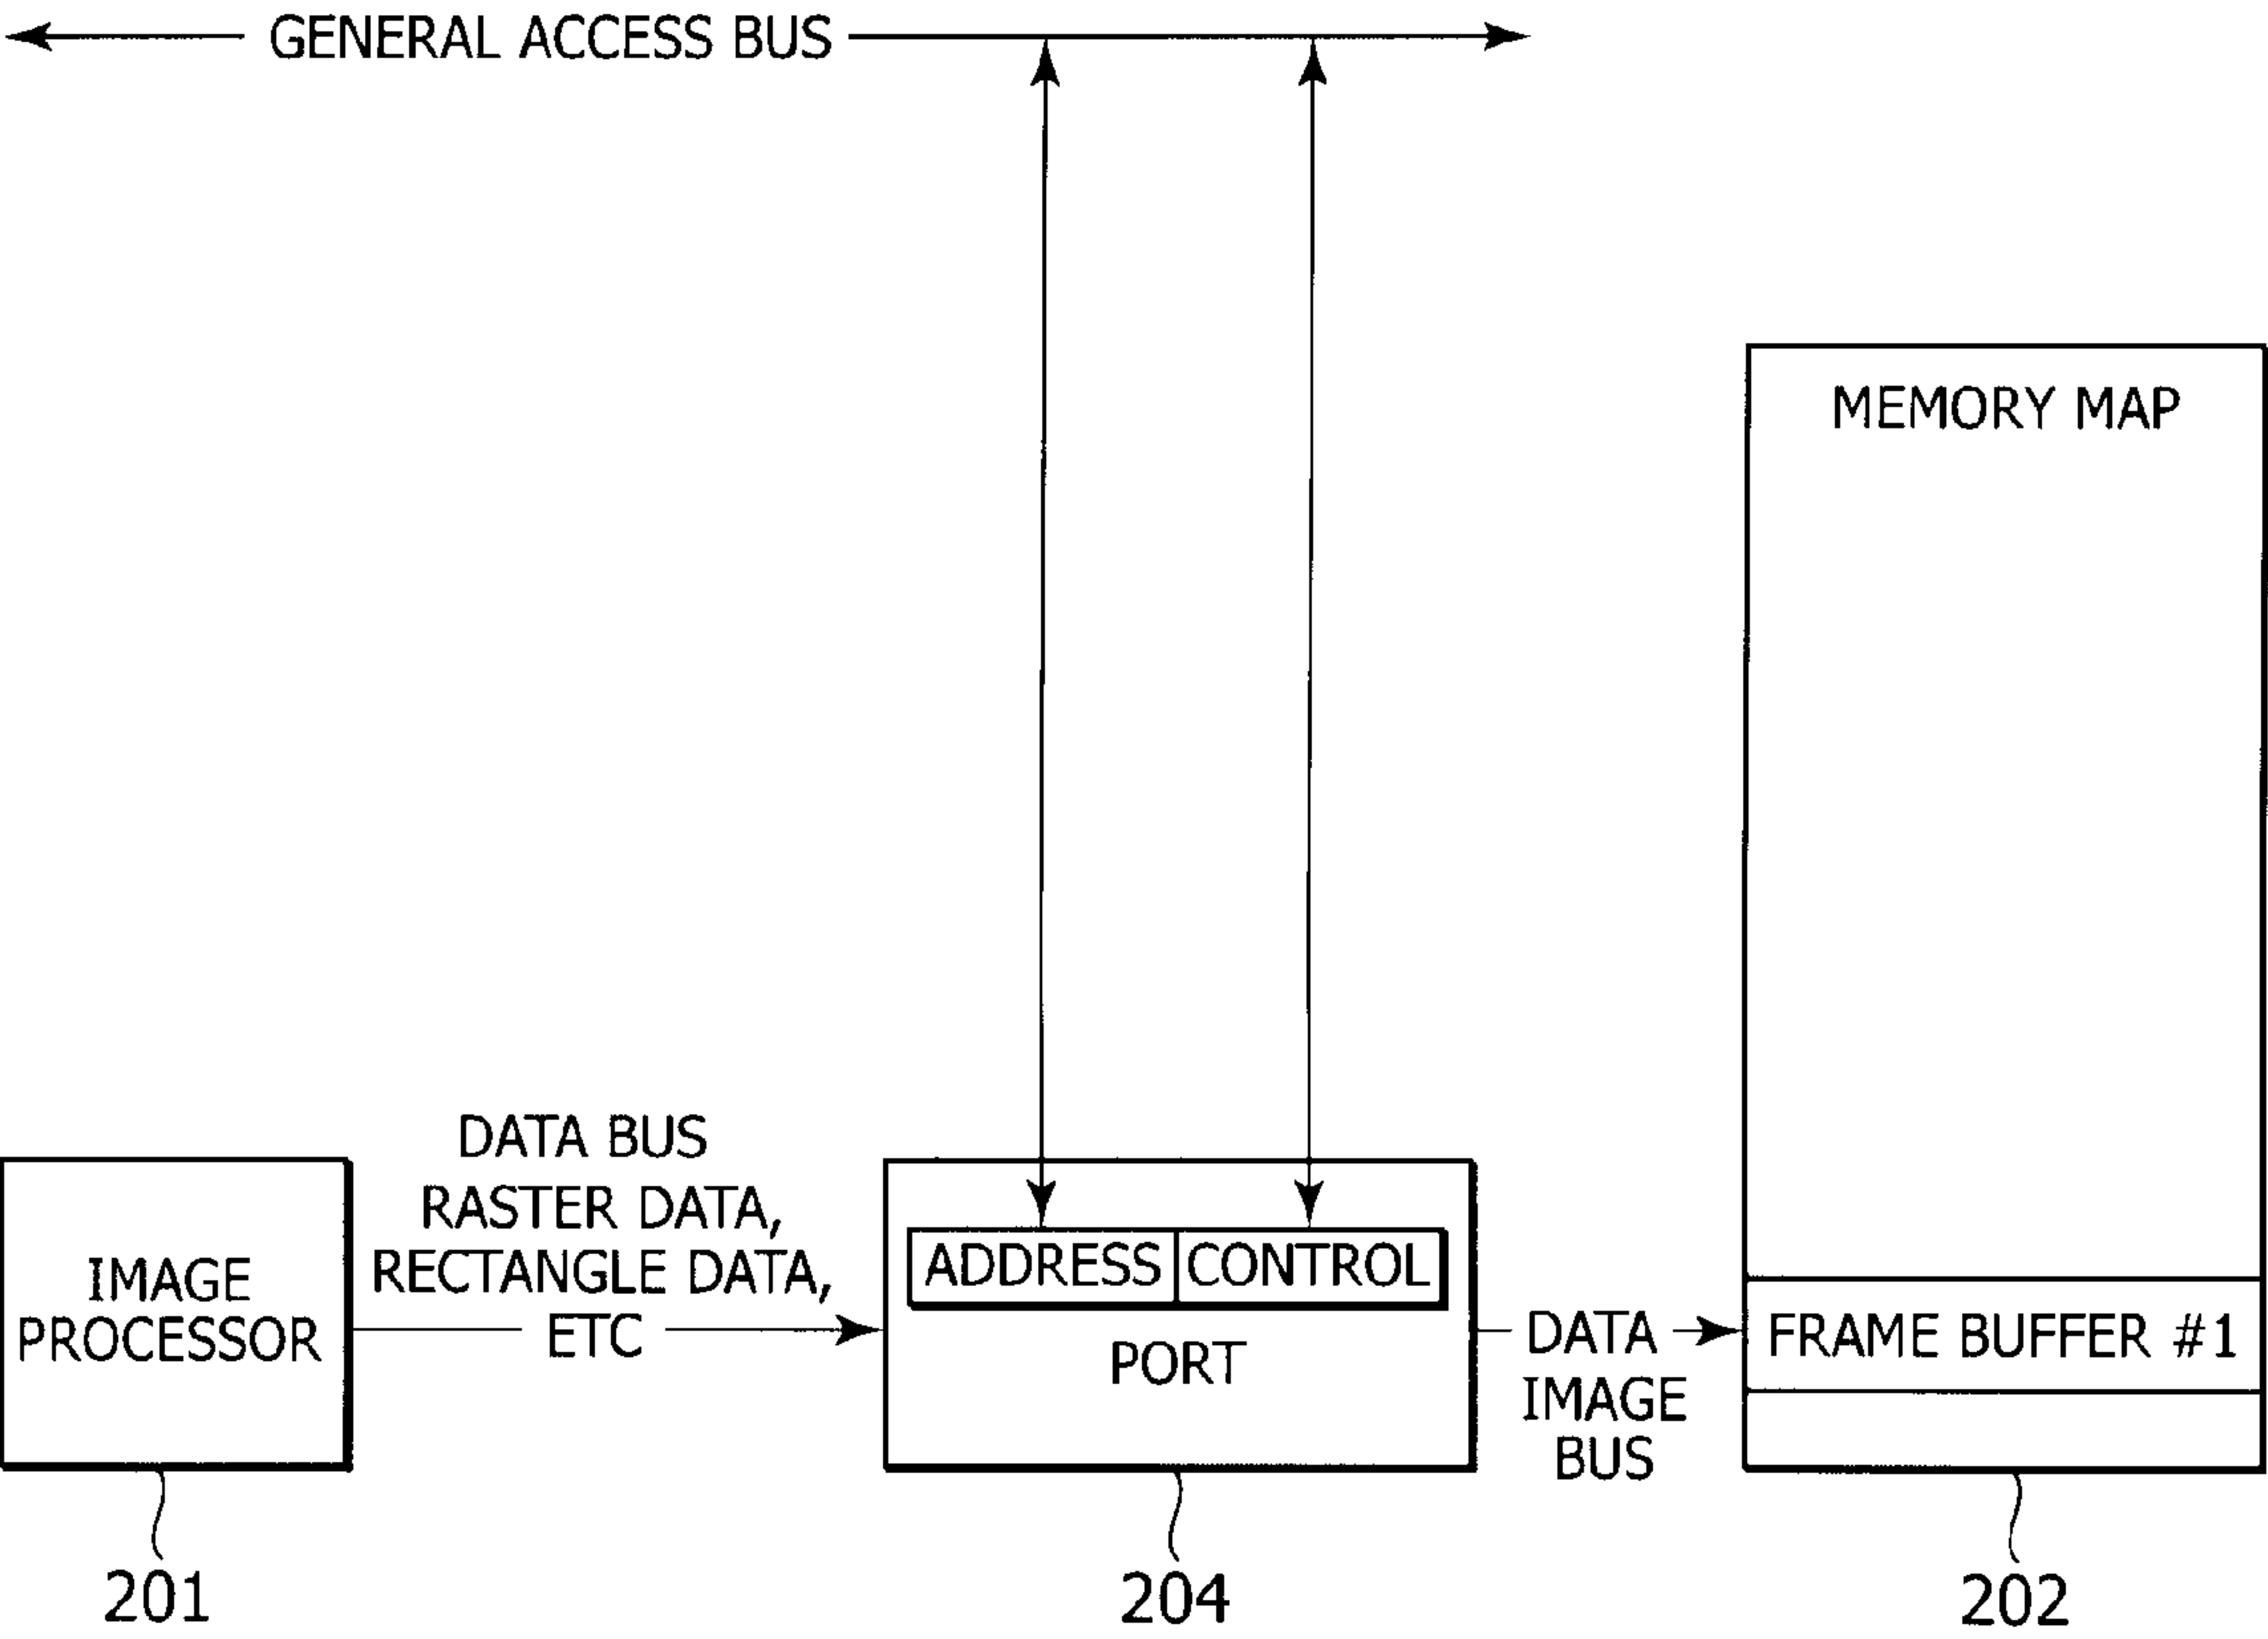 GENERAL ACCESS BUS
MEMORY MAP
DATA BUS
RASTER DATA,
RECTANGLE DATA,
ETC
IMAGE
PROCESSOR
ADDRESS CONTROL
PORT
DATA
IMAGE
BUS
FRAME BUFFER #1
201
204
202